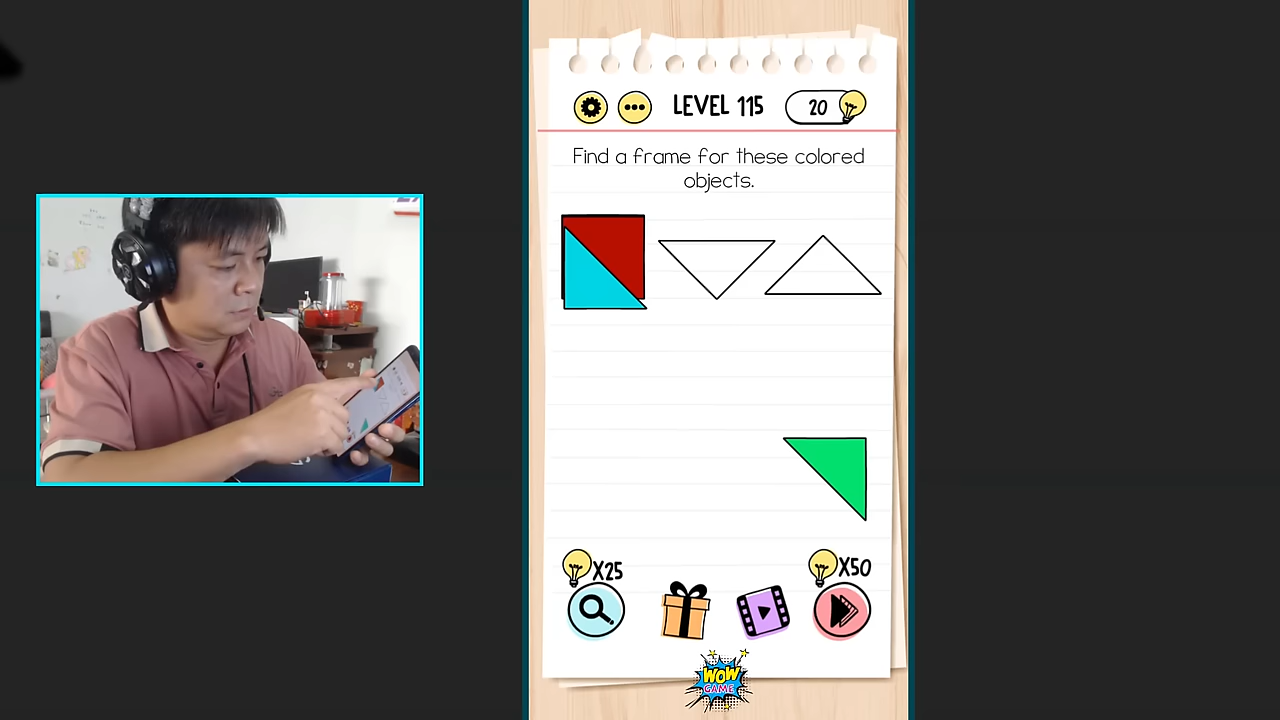 LEVEL 115
20
Find a frame for these colored
objects.
X25
X50
WOW
GAME